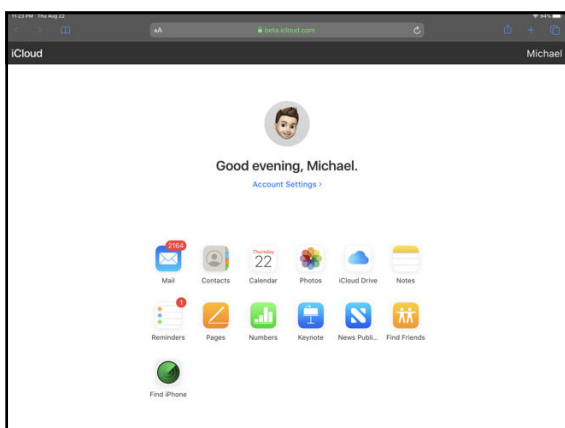 11:23 PM Thu Aug 22
94%
AA
beta.icloud.com
iCloud
Michael
Good evening, Michael.
Account Settings >
2164
Thursday
22
Mail
Contacts
Calendar
Photos
iCloud Drive
Notes
1
Reminders
Pages
Numbers
Keynote
News Publi...
Find Friends
Find iPhone